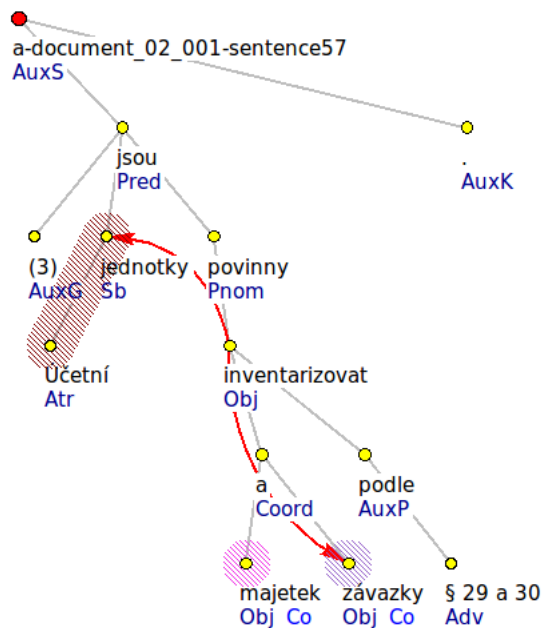 a-document_02_001-sentence57
AuxS
jsou
Pred
.
AuxK
(3)
AuxG
jednotky
Sb
povinny
Pnom
Účetní
Atr
inventarizovat
Obj
a
Coord
podle
AuxP
majetek
Obj Co
závazky
Obj Co
§ 29 a 30
Adv